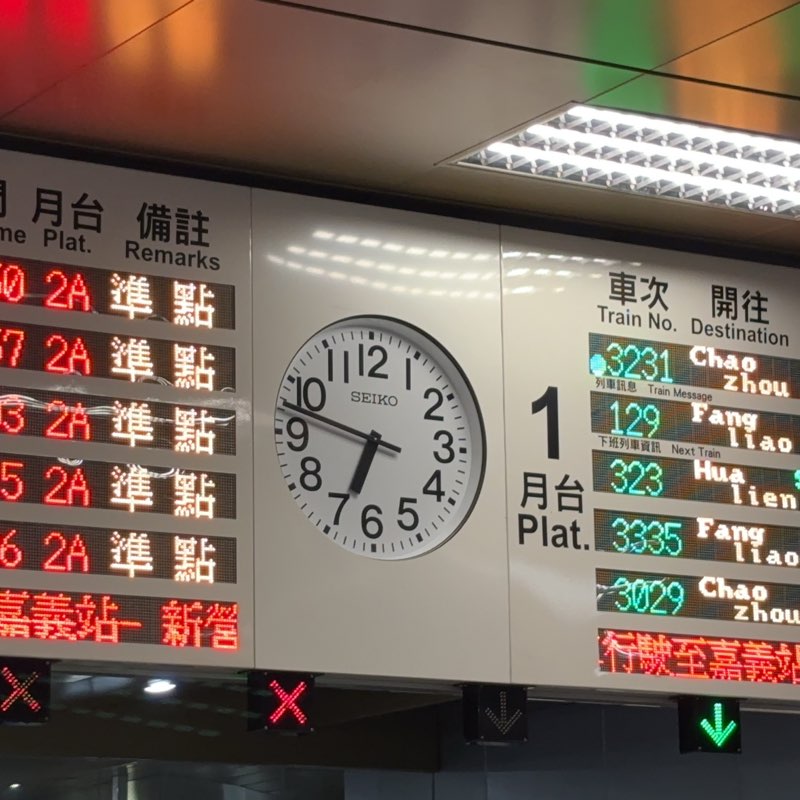 月台 備註
Plat. Remarks
2A 準點
2A 準點
2A 準點
2A 準點
2A 準點
嘉義站－新營
12
1
2
3
4
5
6
7
8
9
10
11
SEIKO
1
月台
Plat.
車次 開往
Train No. Destination
3231 Chao zhou
列車訊息 Train Message
129 Fang liao
下班列車資訊 Next Train
323 Hua lien
3335 Fang liao
3029 Chao zhou
行駛至嘉義站